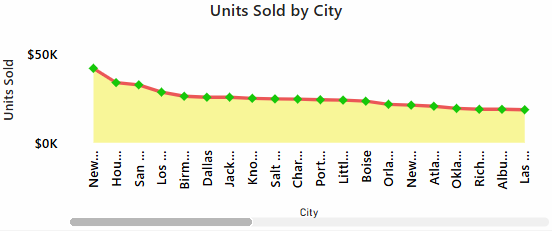 Units Sold by City
Units Sold
$50K
$0K
New...
Hou...
San ...
Los ...
Birm...
Dallas
Jack...
Kno...
Salt ...
Char...
Port...
Littl...
Boise
Orla...
New...
Atla...
Okla...
Rich...
Albu...
Las ...
City